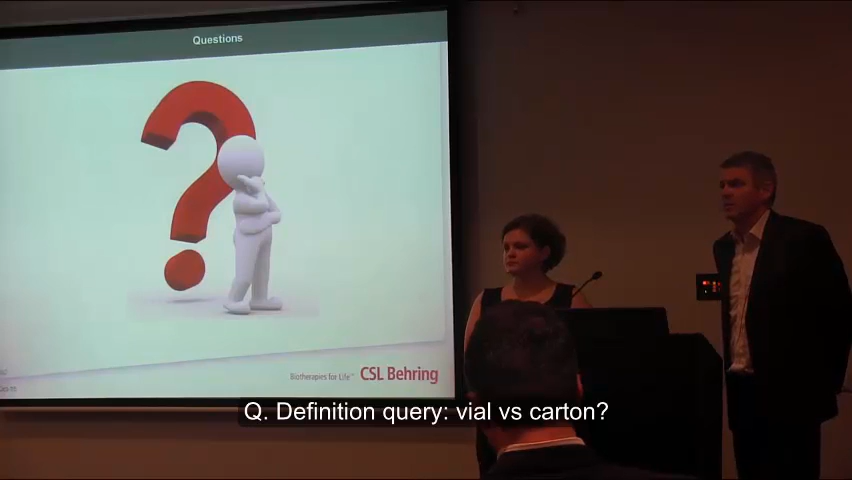 Questions
Biotherapies for Life™ CSL Behring
Q. Definition query: vial vs carton?